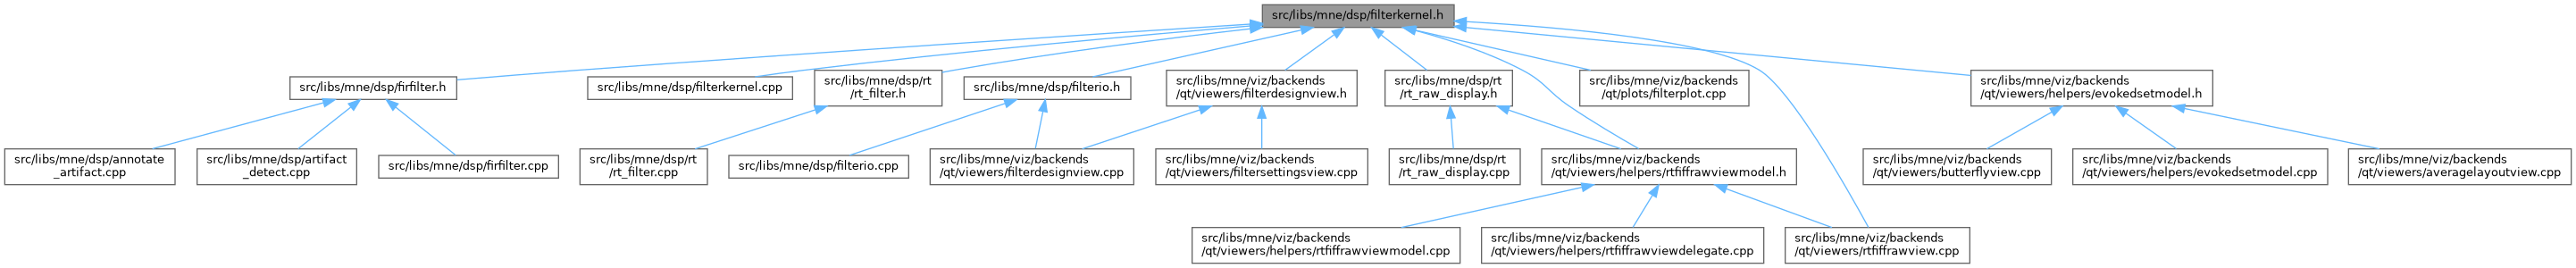 src/libs/mne/dsp/filterkernel.h
src/libs/mne/dsp/firfilter.h
src/libs/mne/dsp/filterkernel.cpp
src/libs/mne/dsp/rt
/rt_filter.h
src/libs/mne/dsp/filterio.h
src/libs/mne/viz/backends
/qt/viewers/filterdesignview.h
src/libs/mne/dsp/rt
/rt_raw_display.h
src/libs/mne/viz/backends
/qt/plots/filterplot.cpp
src/libs/mne/viz/backends
/qt/viewers/helpers/evokedsetmodel.h
src/libs/mne/dsp/annotate
_artifact.cpp
src/libs/mne/dsp/artifact
_detect.cpp
src/libs/mne/dsp/firfilter.cpp
src/libs/mne/dsp/rt
/rt_filter.cpp
src/libs/mne/dsp/filterio.cpp
src/libs/mne/viz/backends
/qt/viewers/filterdesignview.cpp
src/libs/mne/viz/backends
/qt/viewers/filtersettingsview.cpp
src/libs/mne/dsp/rt
/rt_raw_display.cpp
src/libs/mne/viz/backends
/qt/viewers/helpers/rtfiffrawviewmodel.h
src/libs/mne/viz/backends
/qt/viewers/butterflyview.cpp
src/libs/mne/viz/backends
/qt/viewers/helpers/evokedsetmodel.cpp
src/libs/mne/viz/backends
/qt/viewers/averagelayoutview.cpp
src/libs/mne/viz/backends
/qt/viewers/helpers/rtfiffrawviewmodel.cpp
src/libs/mne/viz/backends
/qt/viewers/helpers/rtfiffrawviewdelegate.cpp
src/libs/mne/viz/backends
/qt/viewers/rtfiffrawview.cpp